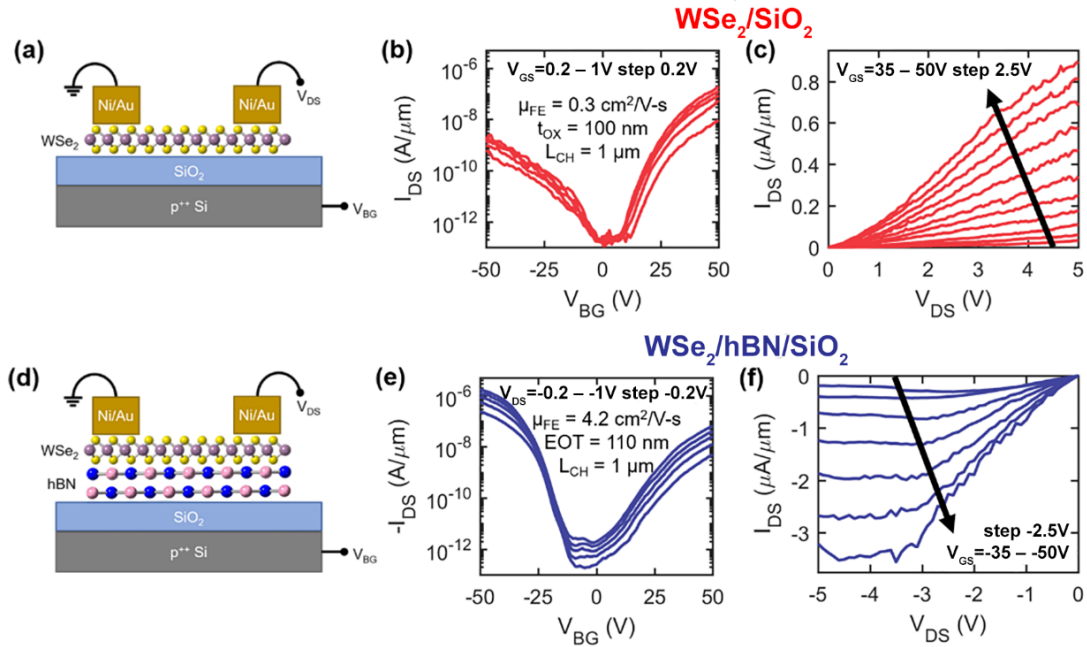 WSe2/SiO2
(a)
Ni/Au
Ni/Au
VDS
WSe2
SiO2
p++ Si
VBG
(b)
10-6
10-8
10-10
10-12
IDS (A/μm)
VGS=0.2 – 1V step 0.2V
μFE = 0.3 cm2/V-s
tOX = 100 nm
LCH = 1 μm
-50
-25
0
25
50
VBG (V)
(c)
0.8
0.6
0.4
0.2
0
IDS (μA/μm)
VGS=35 – 50V step 2.5V
0
1
2
3
4
5
VDS (V)
WSe2/hBN/SiO2
(d)
Ni/Au
Ni/Au
VDS
WSe2
hBN
SiO2
p++ Si
VBG
(e)
10-6
10-8
10-10
10-12
-IDS (A/μm)
VDS=-0.2 – -1V step -0.2V
μFE = 4.2 cm2/V-s
EOT = 110 nm
LCH = 1 μm
-50
-25
0
25
50
VBG (V)
(f)
0
-1
-2
-3
IDS (μA/μm)
step -2.5V
VGS=-35 – -50V
-5
-4
-3
-2
-1
0
VDS (V)